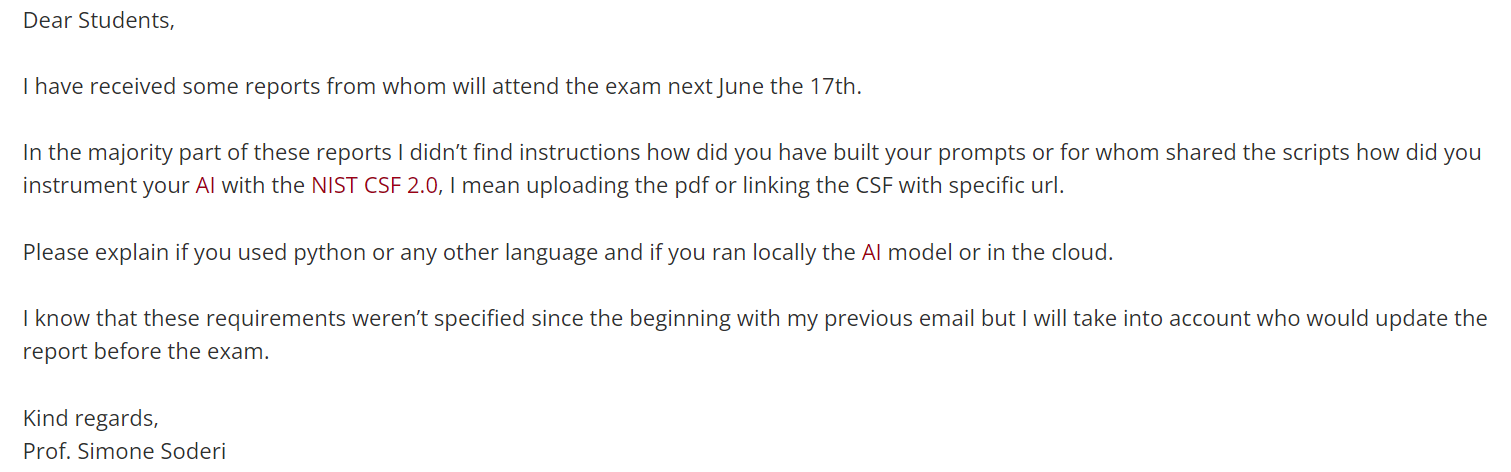 Dear Students,
I have received some reports from whom will attend the exam next June the 17th.
In the majority part of these reports I didn’t find instructions how did you have built your prompts or for whom shared the scripts how did you
instrument your AI with the NIST CSF 2.0, I mean uploading the pdf or linking the CSF with specific url.
Please explain if you used python or any other language and if you ran locally the AI model or in the cloud.
I know that these requirements weren’t specified since the beginning with my previous email but I will take into account who would update the
report before the exam.
Kind regards,
Prof. Simone Soderi